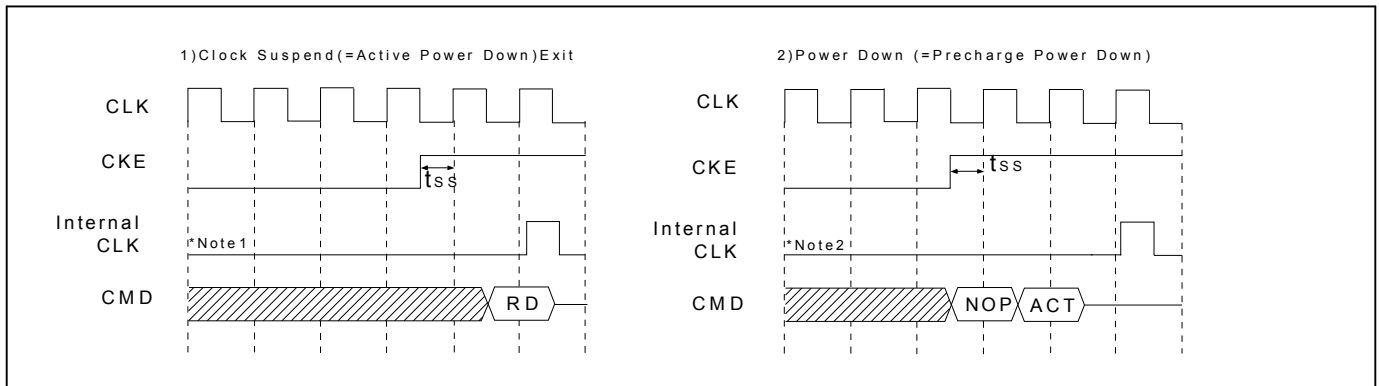 1)Clock Suspend(=Active Power Down)Exit
CLK
CKE
tss
Internal
CLK
*Note1
CMD
RD
2)Power Down (=Precharge Power Down)
CLK
CKE
tss
Internal
CLK
*Note2
CMD
NOP
ACT